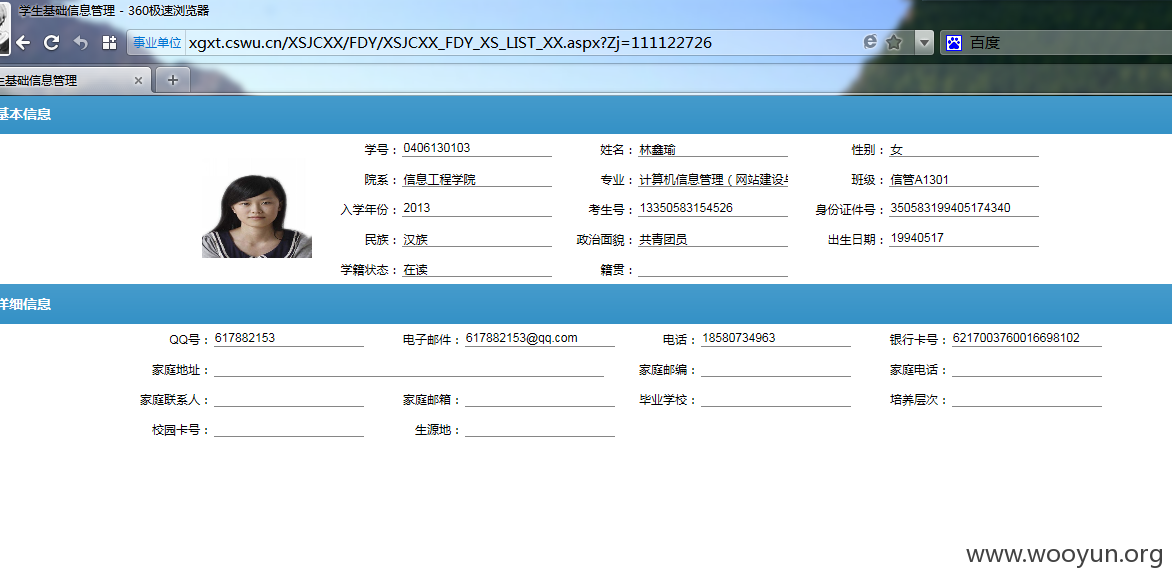 学生基础信息管理 - 360极速浏览器
事业单位 xgxt.cswu.cn/XSJCXX/FDY/XSJCXX_FDY_XS_LIST_XX.aspx?Zj=111122726 百度
生基础信息管理 × +
基本信息
学号： 0406130103 姓名： 林鑫瑜 性别： 女
院系： 信息工程学院 专业： 计算机信息管理（网站建设与 班级： 信管A1301
入学年份： 2013 考生号： 13350583154526 身份证件号： 350583199405174340
民族： 汉族 政治面貌： 共青团员 出生日期： 19940517
学籍状态： 在读 籍贯：
详细信息
QQ号： 617882153 电子邮件： 617882153@qq.com 电话： 18580734963 银行卡号： 6217003760016698102
家庭地址： 家庭邮编： 家庭电话：
家庭联系人： 家庭邮箱： 毕业学校： 培养层次：
校园卡号： 生源地：
www.wooyun.org